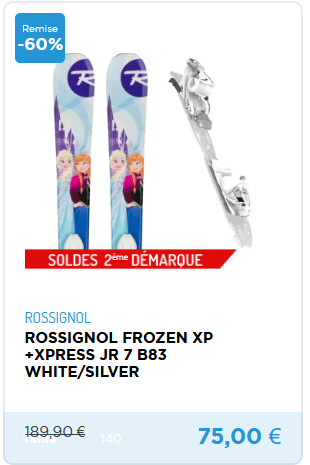 Remise
-60%
R
R
SOLDES 2ème DÉMARQUE
ROSSIGNOL
ROSSIGNOL FROZEN XP
+XPRESS JR 7 B83
WHITE/SILVER
189,90 €
140
75,00 €